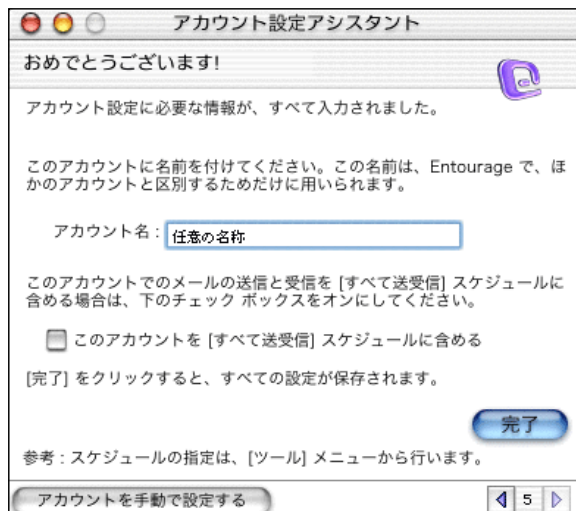 アカウント設定アシスタント
おめでとうございます!
アカウント設定に必要な情報が、すべて入力されました。
このアカウントに名前を付けてください。この名前は、Entourage で、ほ
かのアカウントと区別するためだけに用いられます。
アカウント名 : 任意の名称
このアカウントでのメールの送信と受信を [すべて送受信] スケジュールに
含める場合は、下のチェック ボックスをオンにしてください。
このアカウントを [すべて送受信] スケジュールに含める
[完了] をクリックすると、すべての設定が保存されます。
完了
参考 : スケジュールの指定は、[ツール] メニューから行います。
アカウントを手動で設定する 5